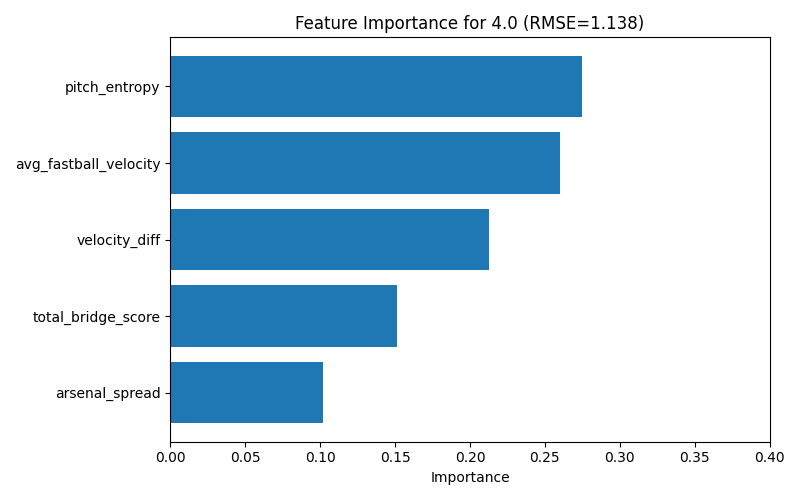 Feature Importance for 4.0 (RMSE=1.138)
pitch_entropy
avg_fastball_velocity
velocity_diff
total_bridge_score
arsenal_spread
0.00 0.05 0.10 0.15 0.20 0.25 0.30 0.35 0.40
Importance